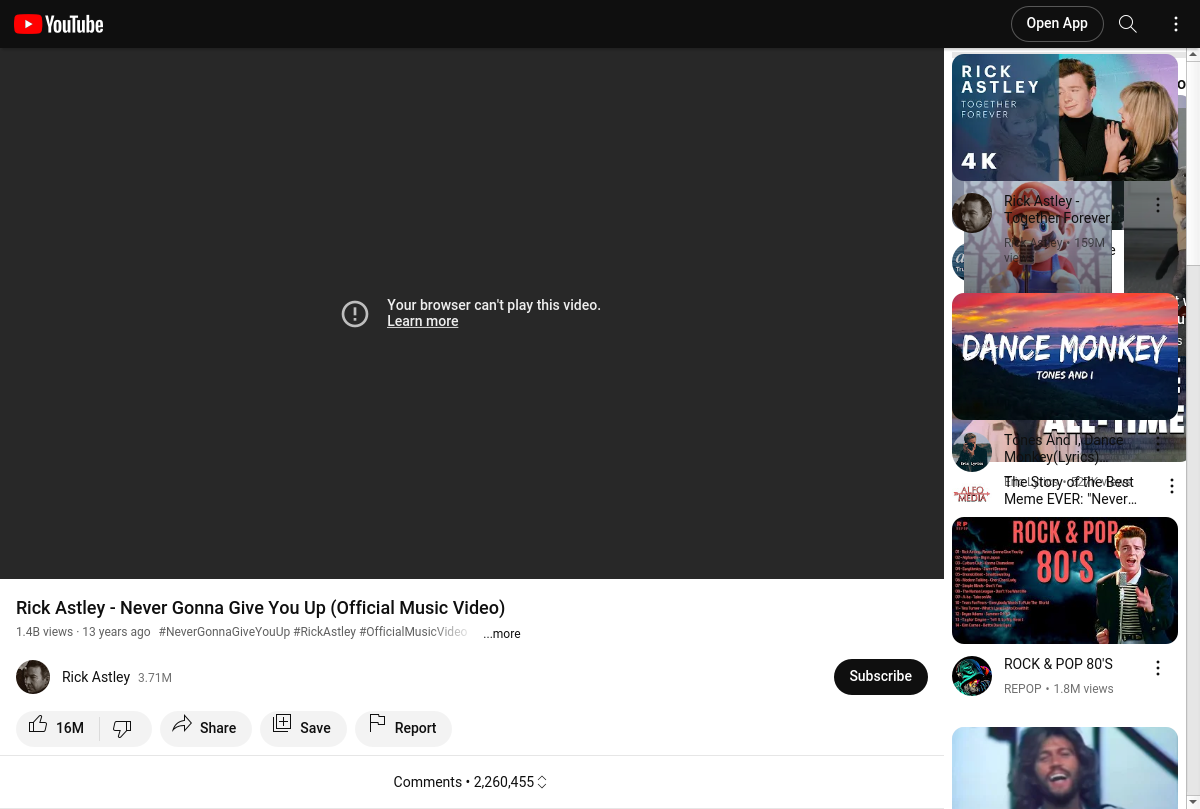 YouTube
Open App
Your browser can't play this video.
Learn more
Rick Astley - Never Gonna Give You Up (Official Music Video)
1.4B views · 13 years ago #NeverGonnaGiveYouUp #RickAstley #OfficialMusicVideo ...more
Rick Astley 3.71M
Subscribe
16M
Share
Save
Report
Comments • 2,260,455
RICK
ASTLEY
TOGETHER
FOREVER
4K
Rick Astley -
Together Forever
Rick Astley • 159M
views
DANCE MONKEY
TONES AND I
ALL-TIME
Tones And I, Dance
Monkey(Lyrics)...
ALFO
MEDIA
The Story of the Best
Meme EVER: "Never...
ROCK & POP
80'S
ROCK & POP 80'S
REPOP • 1.8M views